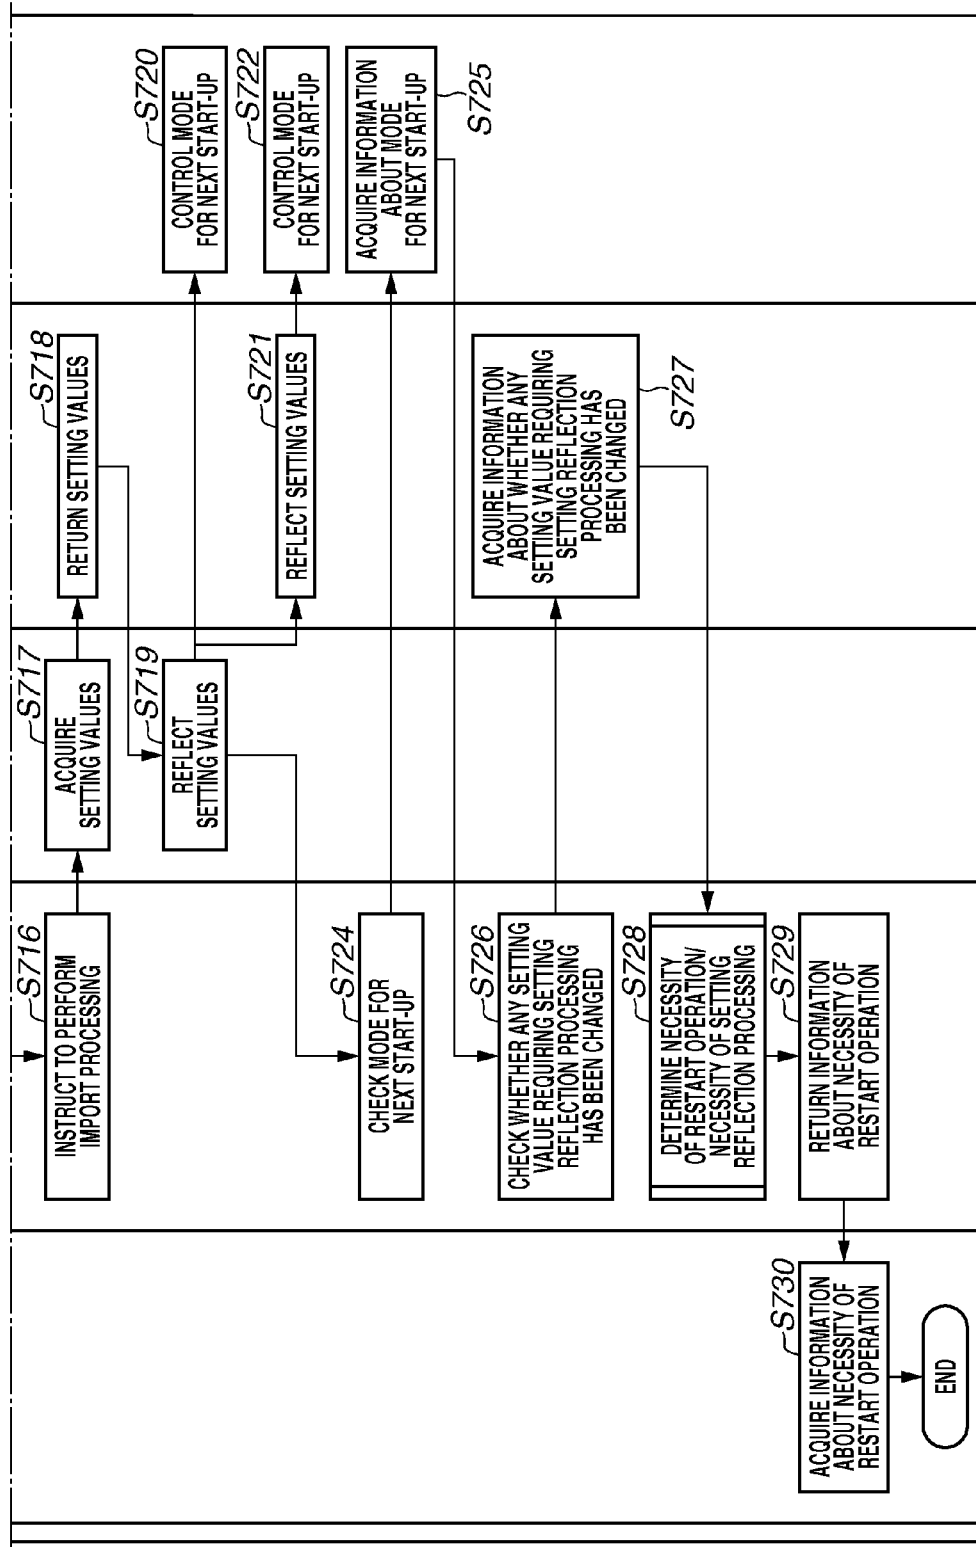 S716
INSTRUCT TO PERFORM
IMPORT PROCESSING
S717
ACQUIRE
SETTING VALUES
S718
RETURN SETTING VALUES
S719
REFLECT
SETTING VALUES
S720
CONTROL MODE
FOR NEXT START-UP
S721
REFLECT SETTING VALUES
S722
CONTROL MODE
FOR NEXT START-UP
S724
CHECK MODE FOR
NEXT START-UP
ACQUIRE INFORMATION
ABOUT MODE
FOR NEXT START-UP
S725
S726
CHECK WHETHER ANY SETTING
VALUE REQUIRING SETTING
REFLECTION PROCESSING
HAS BEEN CHANGED
ACQUIRE INFORMATION
ABOUT WHETHER ANY
SETTING VALUE REQUIRING
SETTING REFLECTION
PROCESSING HAS
BEEN CHANGED
S727
S728
DETERMINE NECESSITY
OF RESTART OPERATION/
NECESSITY OF SETTING
REFLECTION PROCESSING
S729
RETURN INFORMATION
ABOUT NECESSITY OF
RESTART OPERATION
S730
ACQUIRE INFORMATION
ABOUT NECESSITY OF
RESTART OPERATION
END